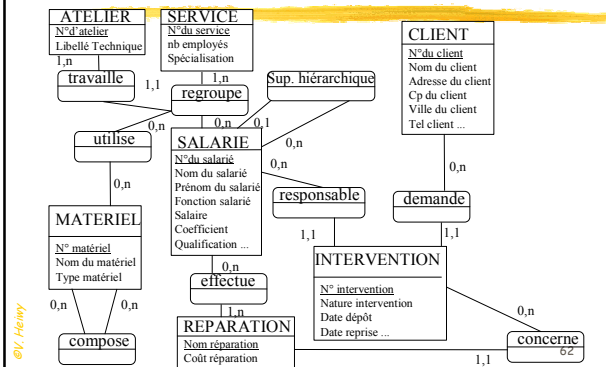 ATELIER
N°d'atelier
Libellé Technique
1,n
travaille
1,1
SERVICE
N°du service
nb employés
Spécialisation
1,n
regroupe
0,n
0,1
Sup. hiérarchique
0,n
CLIENT
N°du client
Nom du client
Adresse du client
Cp du client
Ville du client
Tel client ...
0,n
utilise
0,n
SALARIE
N°du salarié
Nom du salarié
Prénom du salarié
Fonction salarié
Salaire
Coefficient
Qualification ...
0,n
0,n
responsable
1,1
demande
1,1
MATERIEL
N° matériel
Nom du matériel
Type matériel
0,n
0,n
compose
0,n
effectue
1,n
INTERVENTION
N° intervention
Nature intervention
Date dépôt
Date reprise ...
0,n
concerne
1,1
REPARATION
Nom réparation
Coût réparation
62
©V. Heiwy